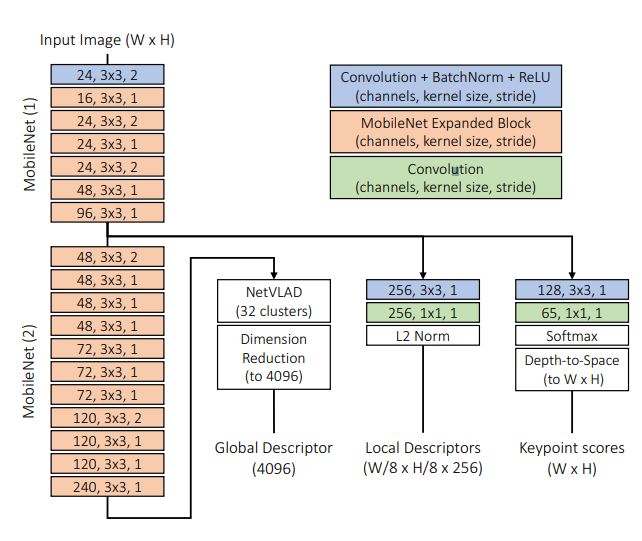 Input Image (W x H)
MobileNet (1)
24, 3x3, 2
16, 3x3, 1
24, 3x3, 2
24, 3x3, 1
24, 3x3, 2
48, 3x3, 1
96, 3x3, 1
Convolution + BatchNorm + ReLU
(channels, kernel size, stride)
MobileNet Expanded Block
(channels, kernel size, stride)
Convolution
(channels, kernel size, stride)
MobileNet (2)
48, 3x3, 2
48, 3x3, 1
48, 3x3, 1
48, 3x3, 1
72, 3x3, 1
72, 3x3, 1
72, 3x3, 1
120, 3x3, 2
120, 3x3, 1
120, 3x3, 1
240, 3x3, 1
NetVLAD
(32 clusters)
Dimension
Reduction
(to 4096)
Global Descriptor
(4096)
256, 3x3, 1
256, 1x1, 1
L2 Norm
Local Descriptors
(W/8 x H/8 x 256)
128, 3x3, 1
65, 1x1, 1
Softmax
Depth-to-Space
(to W x H)
Keypoint scores
(W x H)